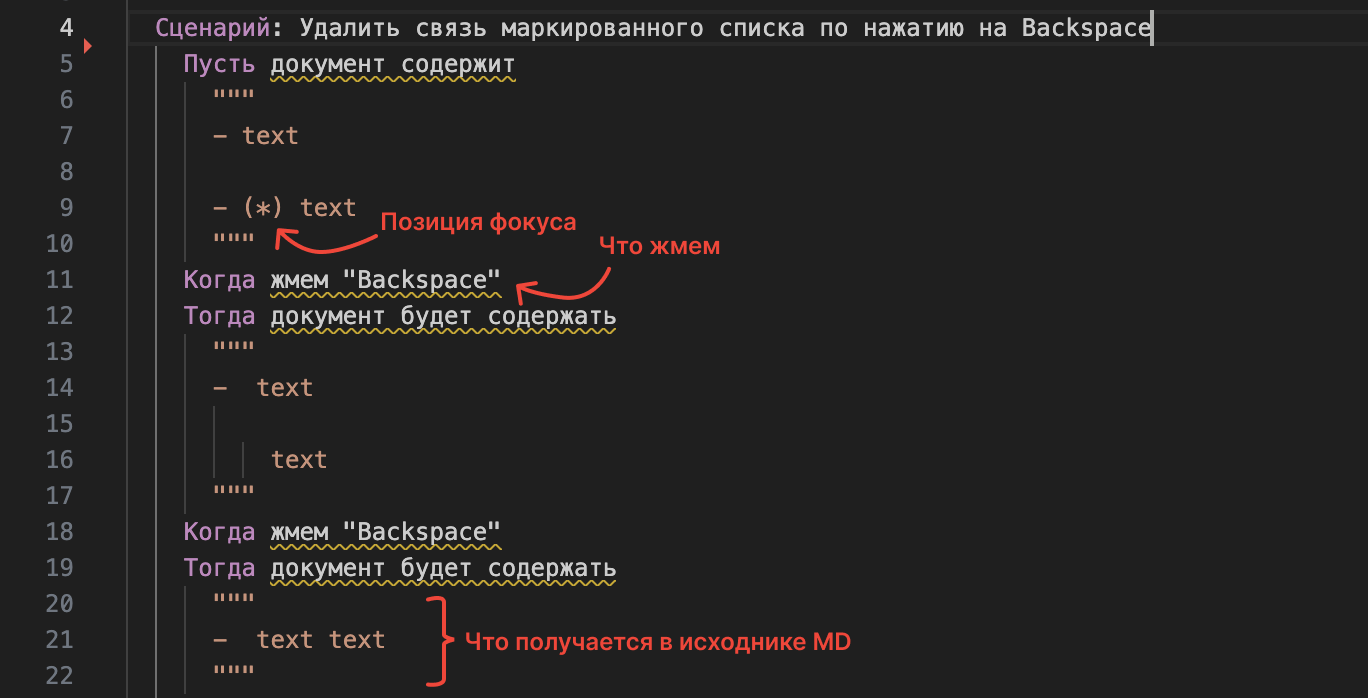 4 Сценарий: Удалить связь маркированного списка по нажатию на Backspace
5 Пусть документ содержит
6 """
7 - text
8
9 - (*) text
Позиция фокуса
10 """
Что жмем
11 Когда жмем "Backspace"
12 Тогда документ будет содержать
13 """
14 -  text
15
16 text
17 """
18 Когда жмем "Backspace"
19 Тогда документ будет содержать
20 """
21 -  text text
Что получается в исходнике MD
22 """